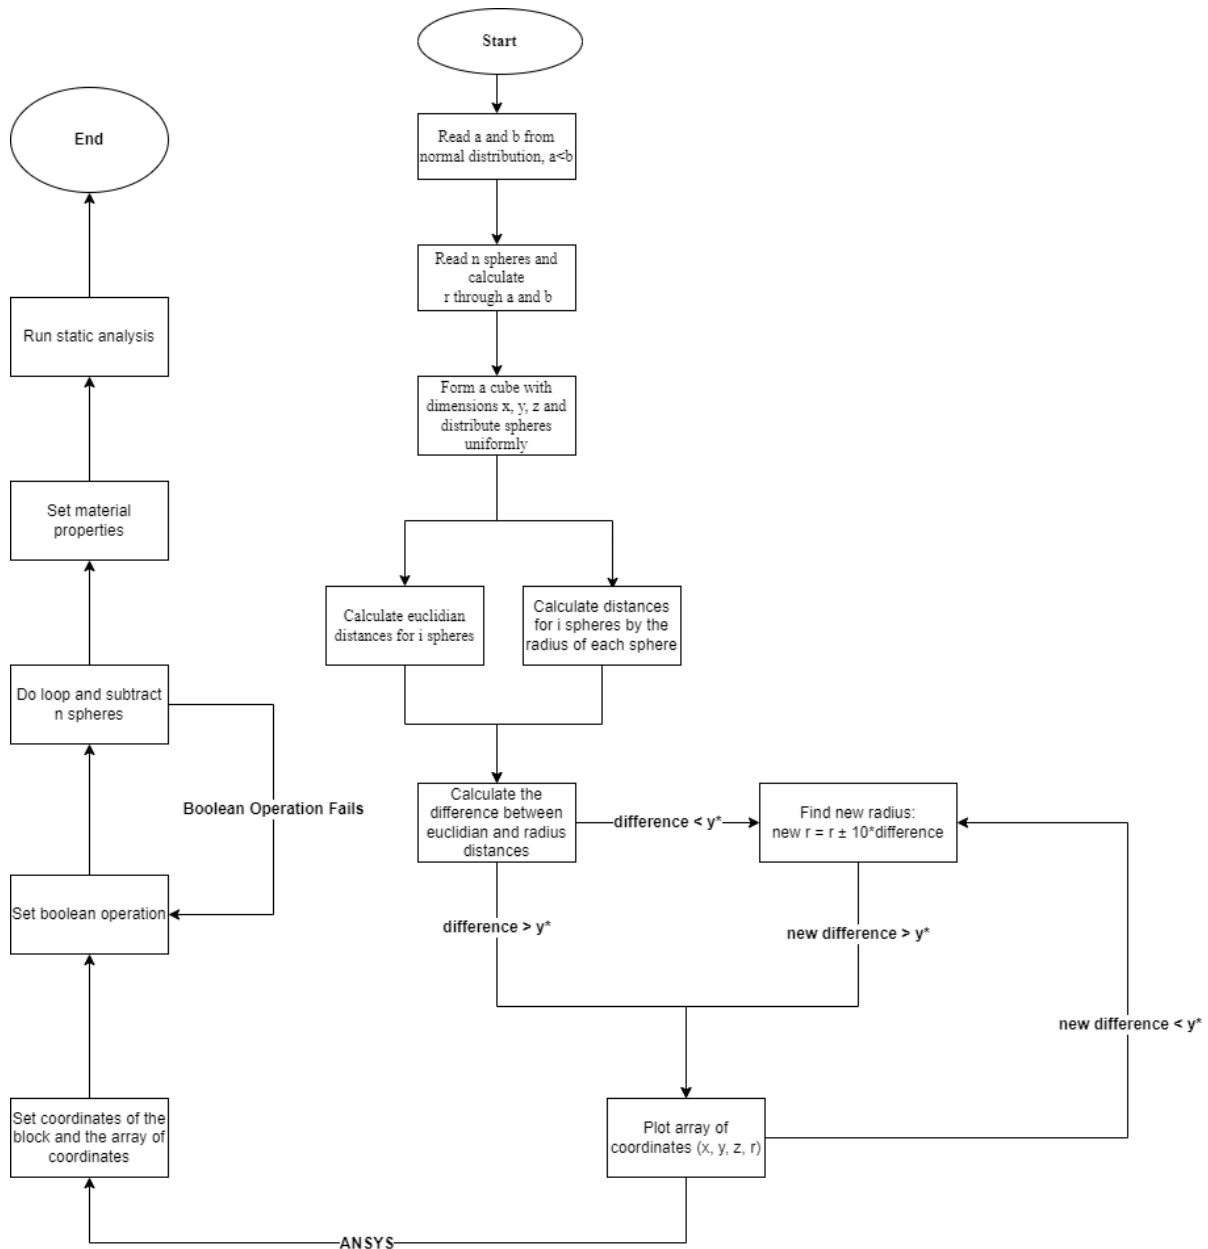 Start
Read a and b from
normal distribution, a<b
Read n spheres and
calculate
r through a and b
Form a cube with
dimensions x, y, z and
distribute spheres
uniformly
Calculate euclidian
distances for i spheres
Calculate distances
for i spheres by the
radius of each sphere
Calculate the
difference between
euclidian and radius
distances
difference < y*
Find new radius:
new r = r ± 10*difference
difference > y*
new difference > y*
new difference < y*
Plot array of
coordinates (x, y, z, r)
ANSYS
Set coordinates of the
block and the array of
coordinates
Set boolean operation
Boolean Operation Fails
Do loop and subtract
n spheres
Set material
properties
Run static analysis
End